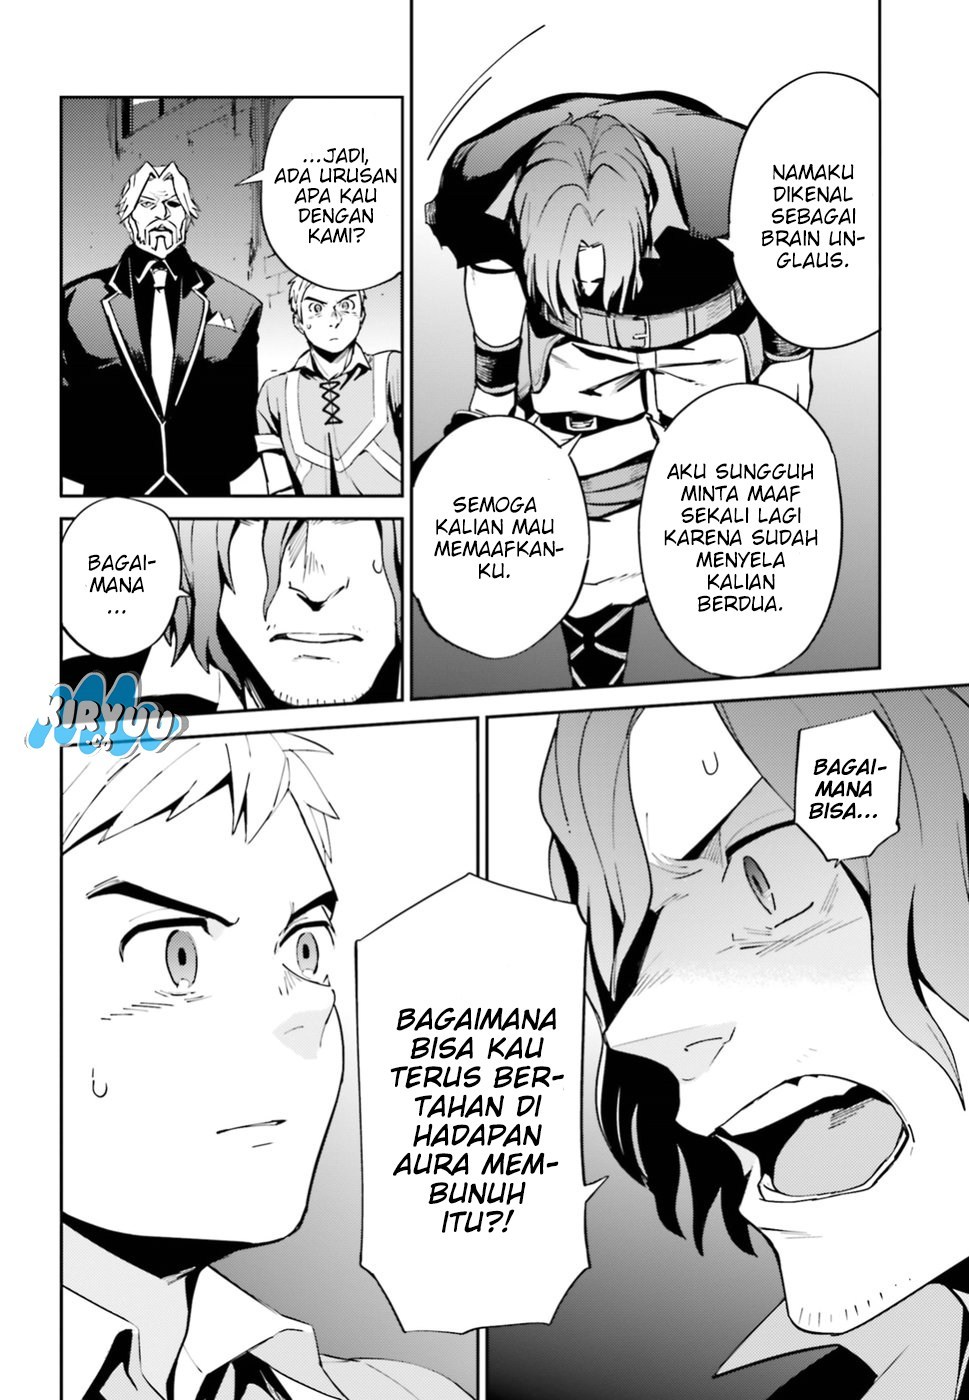 NAMAKU
DIKENAL
SEBAGAI
BRAIN UN-
GLAUS.
AKU SUNGGUH
MINTA MAAF
SEKALI LAGI
KARENA SUDAH
MENYELA
KALIAN
BERDUA.
SEMOGA
KALIAN MAU
MEMAAFKAN-
KU.
...JADI,
ADA URUSAN
APA KAU
DENGAN
KAMI?
BAGAI-
MANA
...
KIRYUU
.co
BAGAI-
MANA
BISA...
BAGAIMANA
BISA KAU
TERUS BER-
TAHAN DI
HADAPAN
AURA MEM-
BUNUH
ITU?!